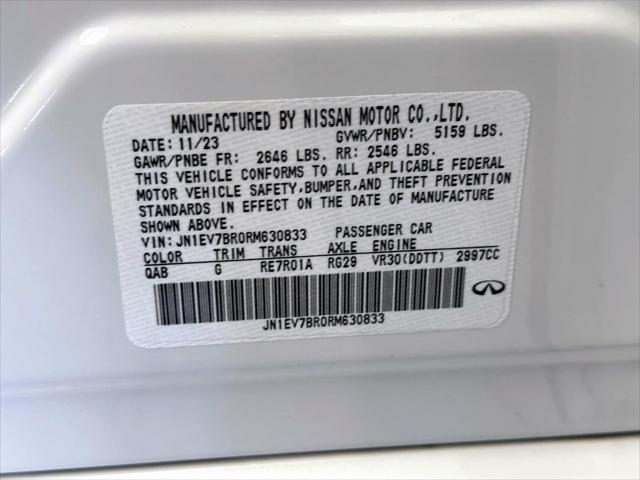 MANUFACTURED BY NISSAN MOTOR CO.,LTD.
DATE: 11/23 GVWR/PNBV: 5159 LBS.
GAWR/PNBE FR: 2646 LBS. RR: 2546 LBS.
THIS VEHICLE CONFORMS TO ALL APPLICABLE FEDERAL
MOTOR VEHICLE SAFETY,BUMPER,AND THEFT PREVENTION
STANDARDS IN EFFECT ON THE DATE OF MANUFACTURE
SHOWN ABOVE.
VIN: JN1EV7BR0RM630833 PASSENGER CAR
COLOR TRIM TRANS AXLE ENGINE
QAB G RE7R01A RG29 VR30(DDTT) 2997CC
JN1EV7BR0RM630833